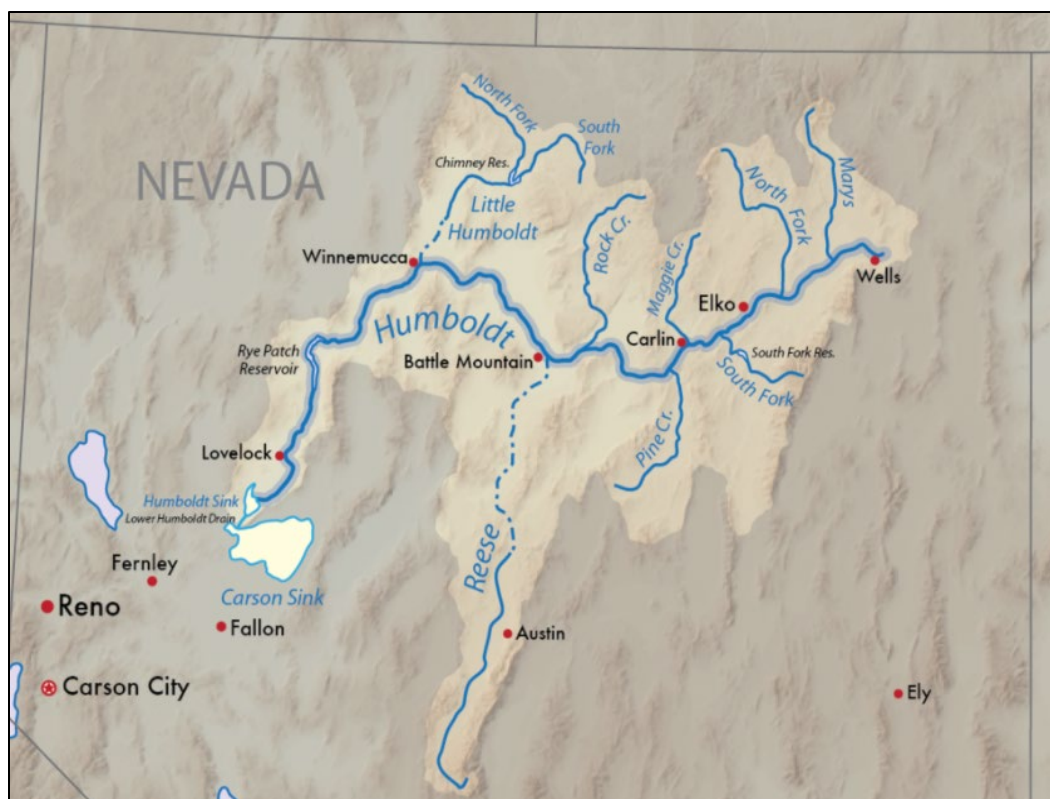 North Fork
South
Fork
Chimney Res.
NEVADA
Little
Humboldt
Rock Cr.
North Fork
Marys
Winnemucca
Maggie Cr.
Wells
Elko
Humboldt
Carlin
Rye Patch
Reservoir
Battle Mountain
South Fork Res.
South Fork
Pine Cr.
Lovelock
Humboldt Sink
Lower Humboldt Drain
Reese
Fernley
Carson Sink
Reno
Fallon
Austin
Carson City
Ely